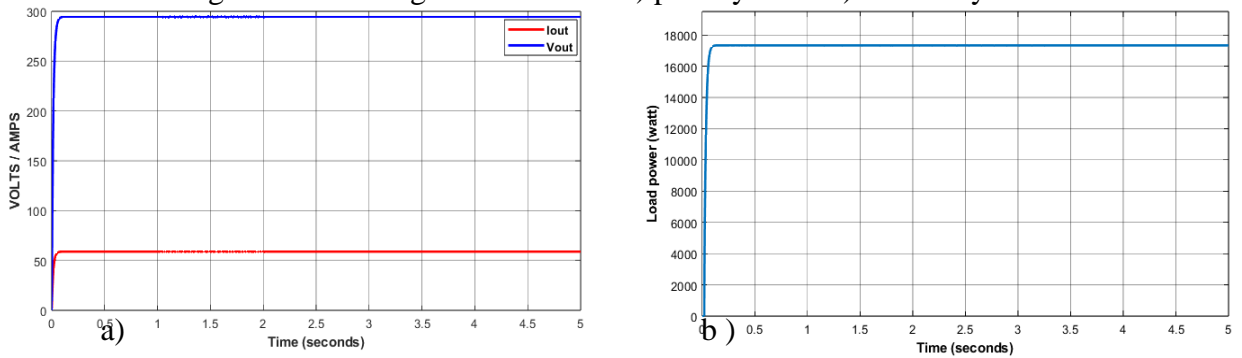 300
250
200
150
100
50
0
VOLTS / AMPS
Iout
Vout
0 0.5 1 1.5 2 2.5 3 3.5 4 4.5 5
a)
Time (seconds)
18000
16000
14000
12000
10000
8000
6000
4000
2000
0
Load power (watt)
0.5 1 1.5 2 2.5 3 3.5 4 4.5 5
b )
Time (seconds)